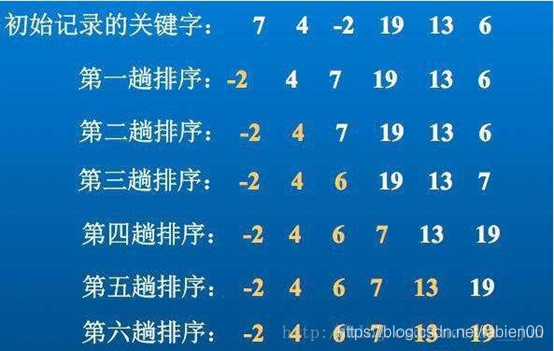 初始记录的关键字： 7 4 -2 19 13 6
第一趟排序： -2 4 7 19 13 6
第二趟排序： -2 4 7 19 13 6
第三趟排序： -2 4 6 19 13 7
第四趟排序： -2 4 6 7 13 19
第五趟排序： -2 4 6 7 13 19
第六趟排序： -2 4 6 7 13 19
https://blog.csdn.net/fabien00